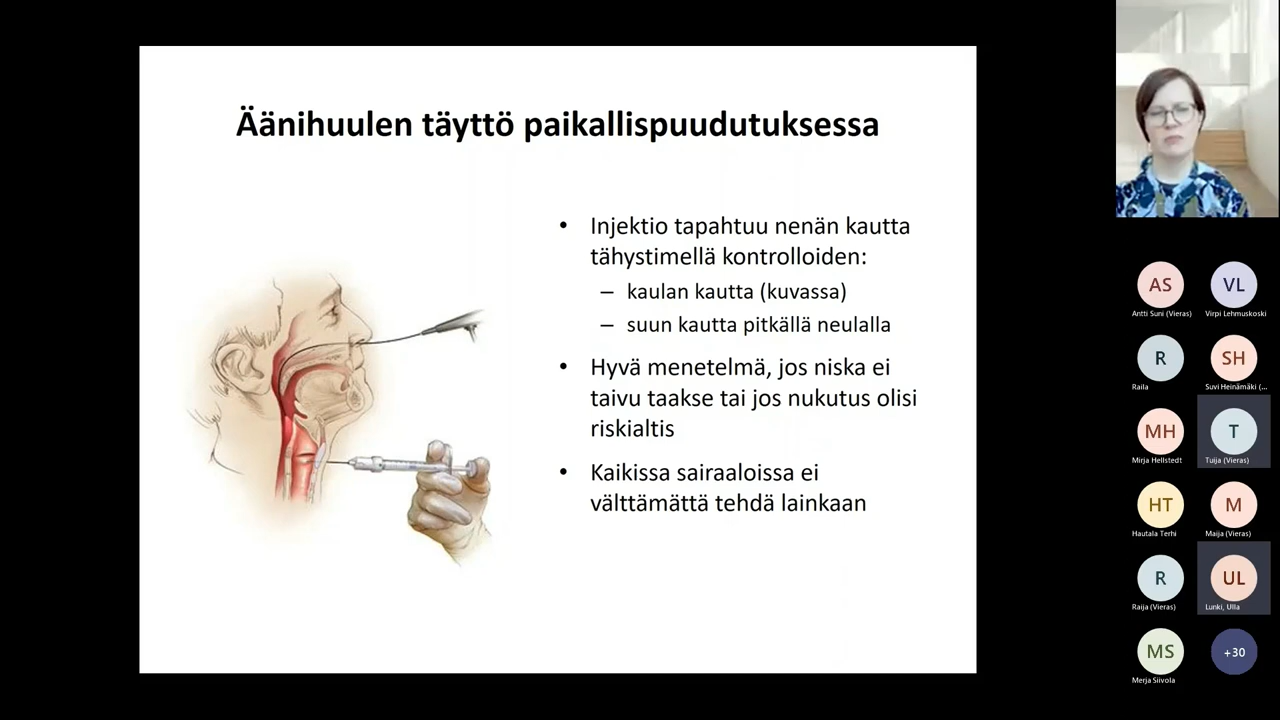 Äänihuulen täyttö paikallispuudutuksessa
• Injektio tapahtuu nenän kautta
tähystimellä kontrolloiden:
– kaulan kautta (kuvassa)
– suun kautta pitkällä neulalla
• Hyvä menetelmä, jos niska ei
taivu taakse tai jos nukutus olisi
riskialtis
• Kaikissa sairaaloissa ei
välttämättä tehdä lainkaan
AS
VL
Antti Suni (Vieras)
Virpi Lehmuskoski
R
SH
Raila
Suvi Heinämäki (...
MH
T
Mirja Hellstedt
Tuija (Vieras)
HT
M
Hautala Terhi
Maija (Vieras)
R
UL
Raija (Vieras)
Lunki, Ulla
MS
+30
Merja Siivola